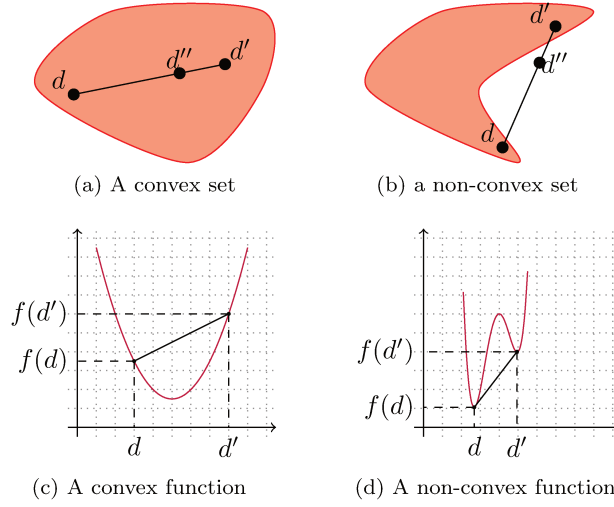 d d'' d'
(a) A convex set
d'
d''
d
(b) a non-convex set
f(d')
f(d)
d d'
(c) A convex function
f(d')
f(d)
d d'
(d) A non-convex function